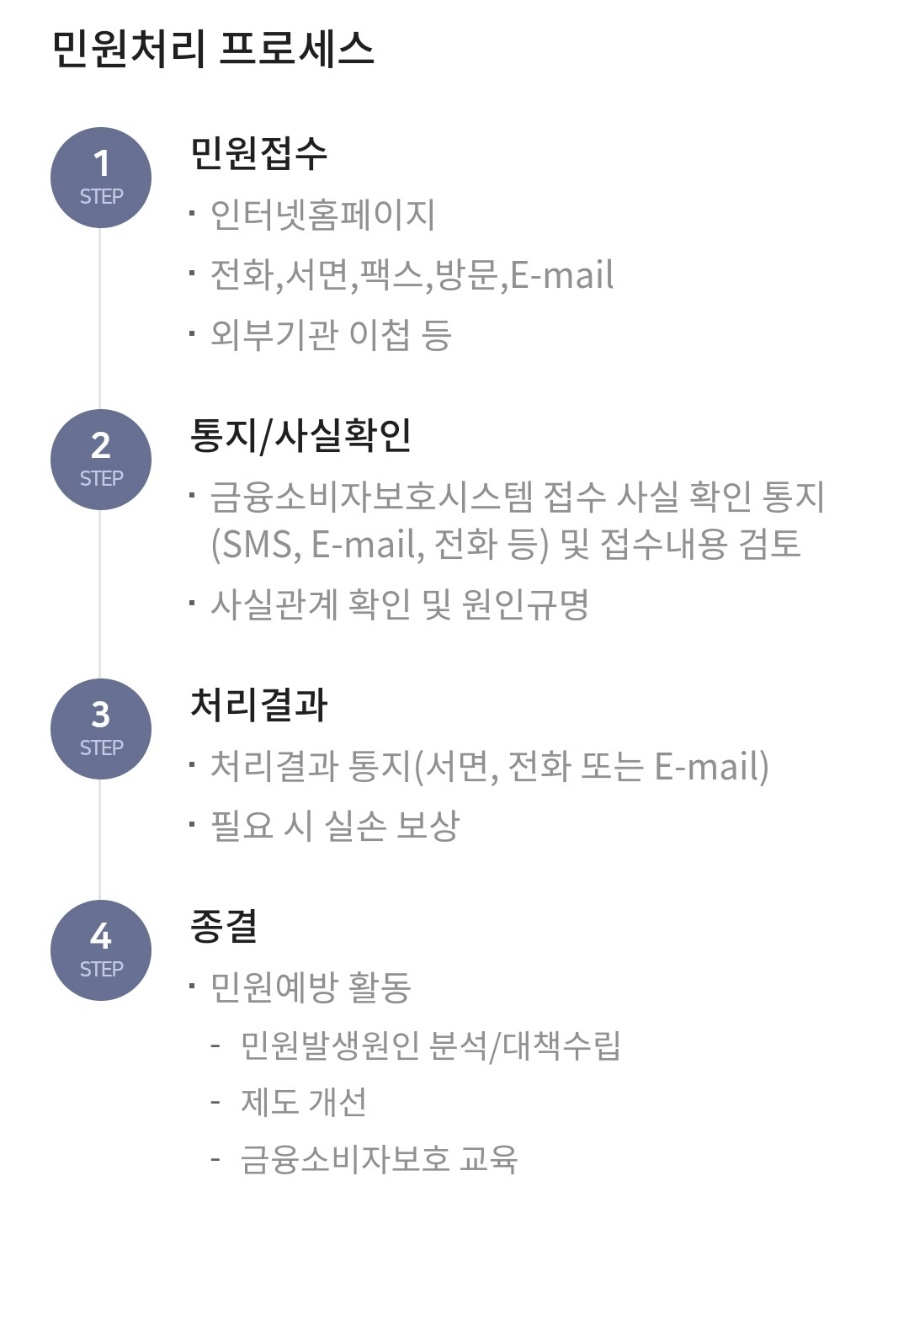 민원처리 프로세스
1
STEP
민원접수
· 인터넷홈페이지
· 전화,서면,팩스,방문,E-mail
· 외부기관 이첩 등
2
STEP
통지/사실확인
· 금융소비자보호시스템 접수 사실 확인 통지
(SMS, E-mail, 전화 등) 및 접수내용 검토
· 사실관계 확인 및 원인규명
3
STEP
처리결과
· 처리결과 통지(서면, 전화 또는 E-mail)
· 필요 시 실손 보상
4
STEP
종결
· 민원예방 활동
- 민원발생원인 분석/대책수립
- 제도 개선
- 금융소비자보호 교육